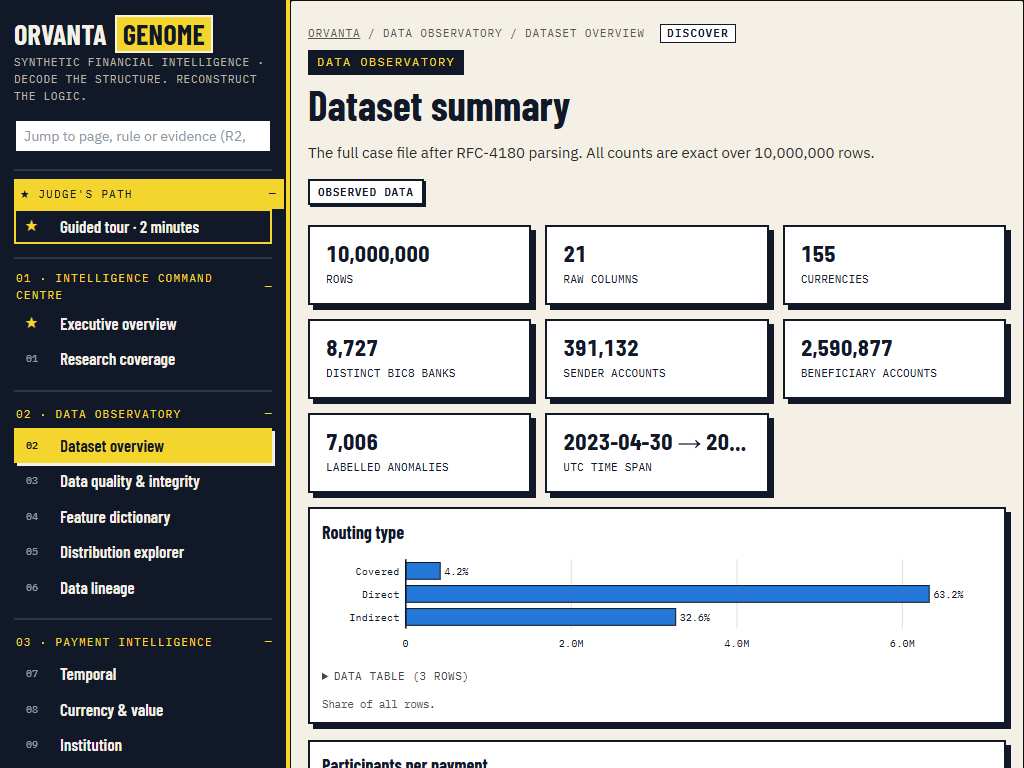 ORVANTA GENOME
SYNTHETIC FINANCIAL INTELLIGENCE ·
DECODE THE STRUCTURE. RECONSTRUCT
THE LOGIC.
Jump to page, rule or evidence (R2,
★ JUDGE'S PATH –
★ Guided tour · 2 minutes
01 · INTELLIGENCE COMMAND
CENTRE –
★ Executive overview
01 Research coverage
02 · DATA OBSERVATORY –
02 Dataset overview
03 Data quality & integrity
04 Feature dictionary
05 Distribution explorer
06 Data lineage
03 · PAYMENT INTELLIGENCE –
07 Temporal
08 Currency & value
09 Institution
ORVANTA / DATA OBSERVATORY / DATASET OVERVIEW DISCOVER
DATA OBSERVATORY
Dataset summary
The full case file after RFC-4180 parsing. All counts are exact over 10,000,000 rows.
OBSERVED DATA
10,000,000
ROWS
21
RAW COLUMNS
155
CURRENCIES
8,727
DISTINCT BIC8 BANKS
391,132
SENDER ACCOUNTS
2,590,877
BENEFICIARY ACCOUNTS
7,006
LABELLED ANOMALIES
2023-04-30 → 20...
UTC TIME SPAN
Routing type
Covered 4.2%
Direct 63.2%
Indirect 32.6%
0 2.0M 4.0M 6.0M
▶ DATA TABLE (3 ROWS)
Share of all rows.
Participants per payment